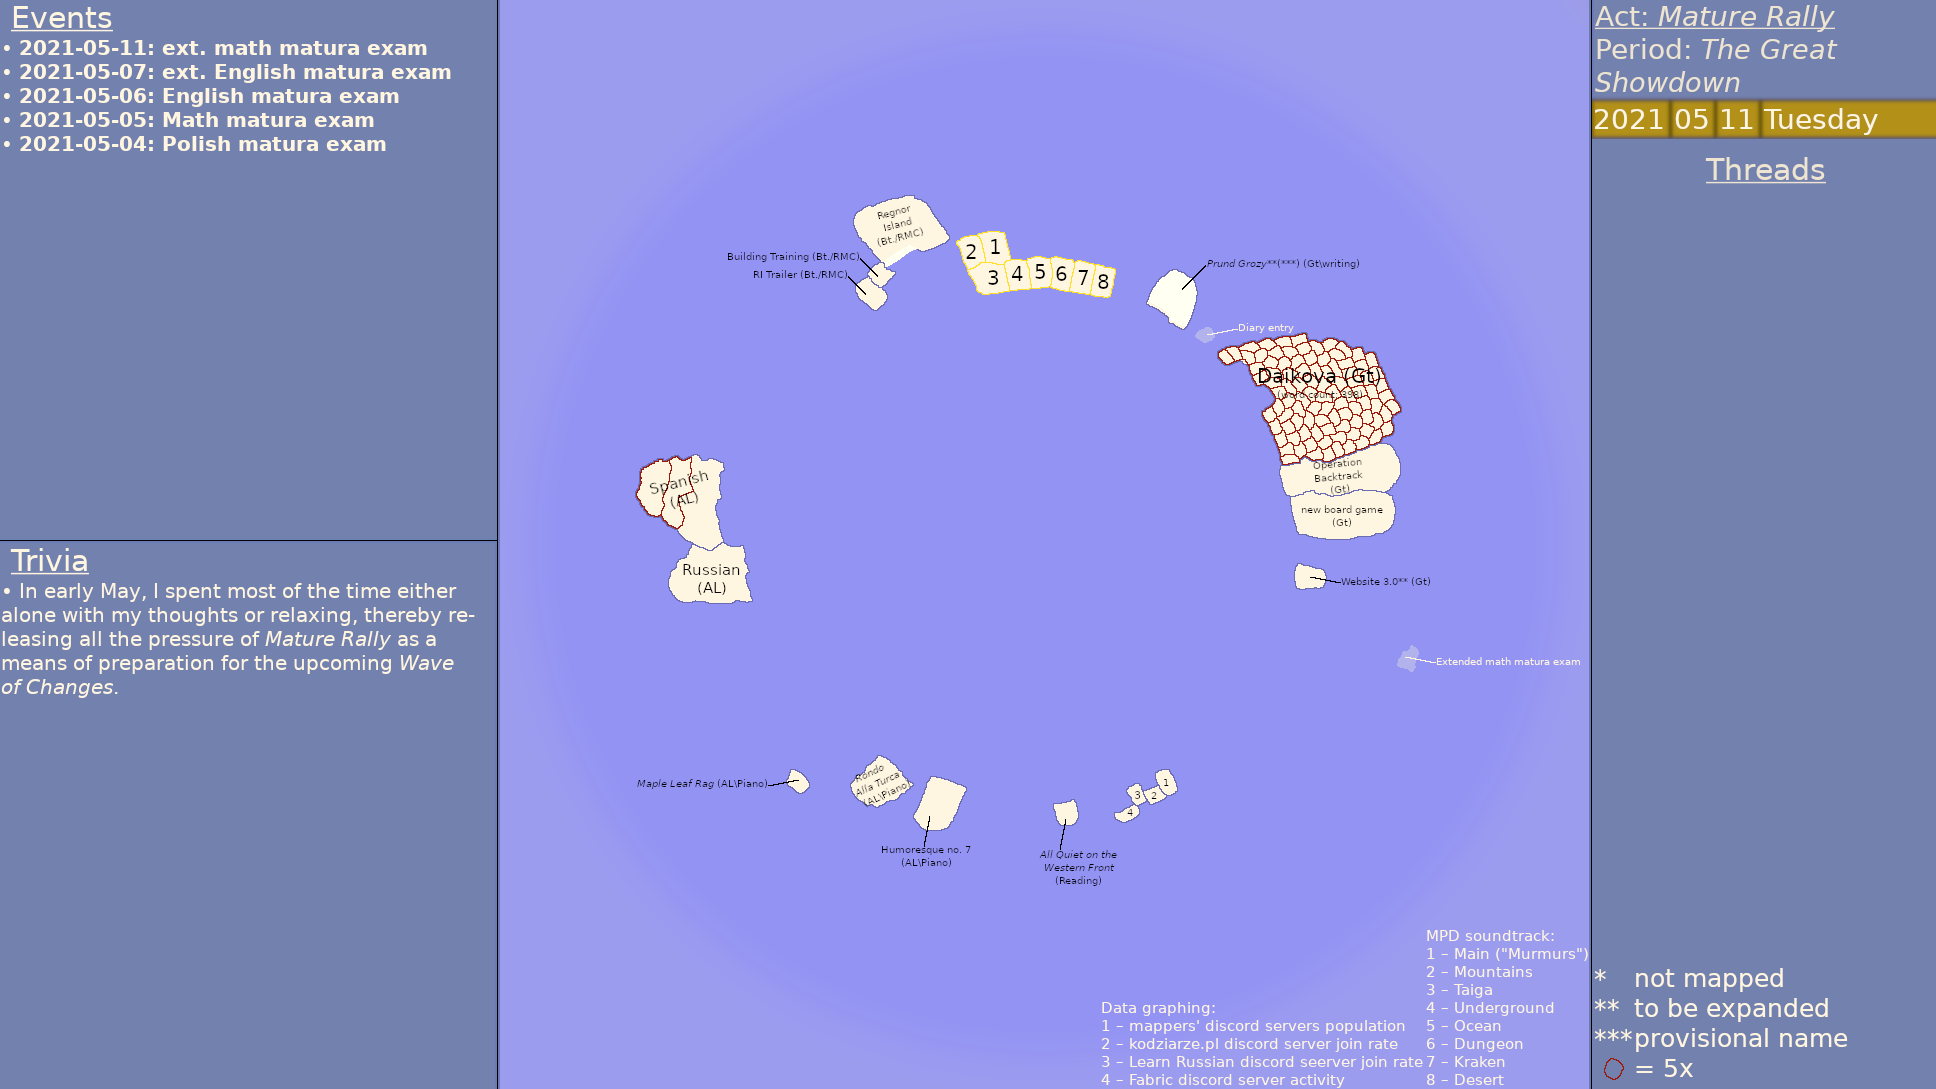 Events
• 2021-05-11: ext. math matura exam
• 2021-05-07: ext. English matura exam
• 2021-05-06: English matura exam
• 2021-05-05: Math matura exam
• 2021-05-04: Polish matura exam
Trivia
• In early May, I spent most of the time either
alone with my thoughts or relaxing, thereby re-
leasing all the pressure of Mature Rally as a
means of preparation for the upcoming Wave
of Changes.
Regnor
Island
(Bt./RMC)
Building Training (Bt./RMC)
RI Trailer (Bt./RMC)
2 1
3 4 5 6 7 8
Prund Grozy**(***) (Gt\writing)
Diary entry
Daikova (Gt)
(word count: 398)
Operation
Backtrack
(Gt)
new board game
(Gt)
Website 3.0** (Gt)
Extended math matura exam
Spanish
(AL)
Russian
(AL)
Maple Leaf Rag (AL\Piano)
Rondo
Alla Turca
(AL\Piano)
Humoresque no. 7
(AL\Piano)
All Quiet on the
Western Front
(Reading)
1
3 2
4
Data graphing:
1 – mappers' discord servers population
2 – kodziarze.pl discord server join rate
3 – Learn Russian discord seerver join rate
4 – Fabric discord server activity
MPD soundtrack:
1 – Main ("Murmurs")
2 – Mountains
3 – Taiga
4 – Underground
5 – Ocean
6 – Dungeon
7 – Kraken
8 – Desert
Act: Mature Rally
Period: The Great
Showdown
2021 05 11 Tuesday
Threads
* not mapped
** to be expanded
*** provisional name
= 5x